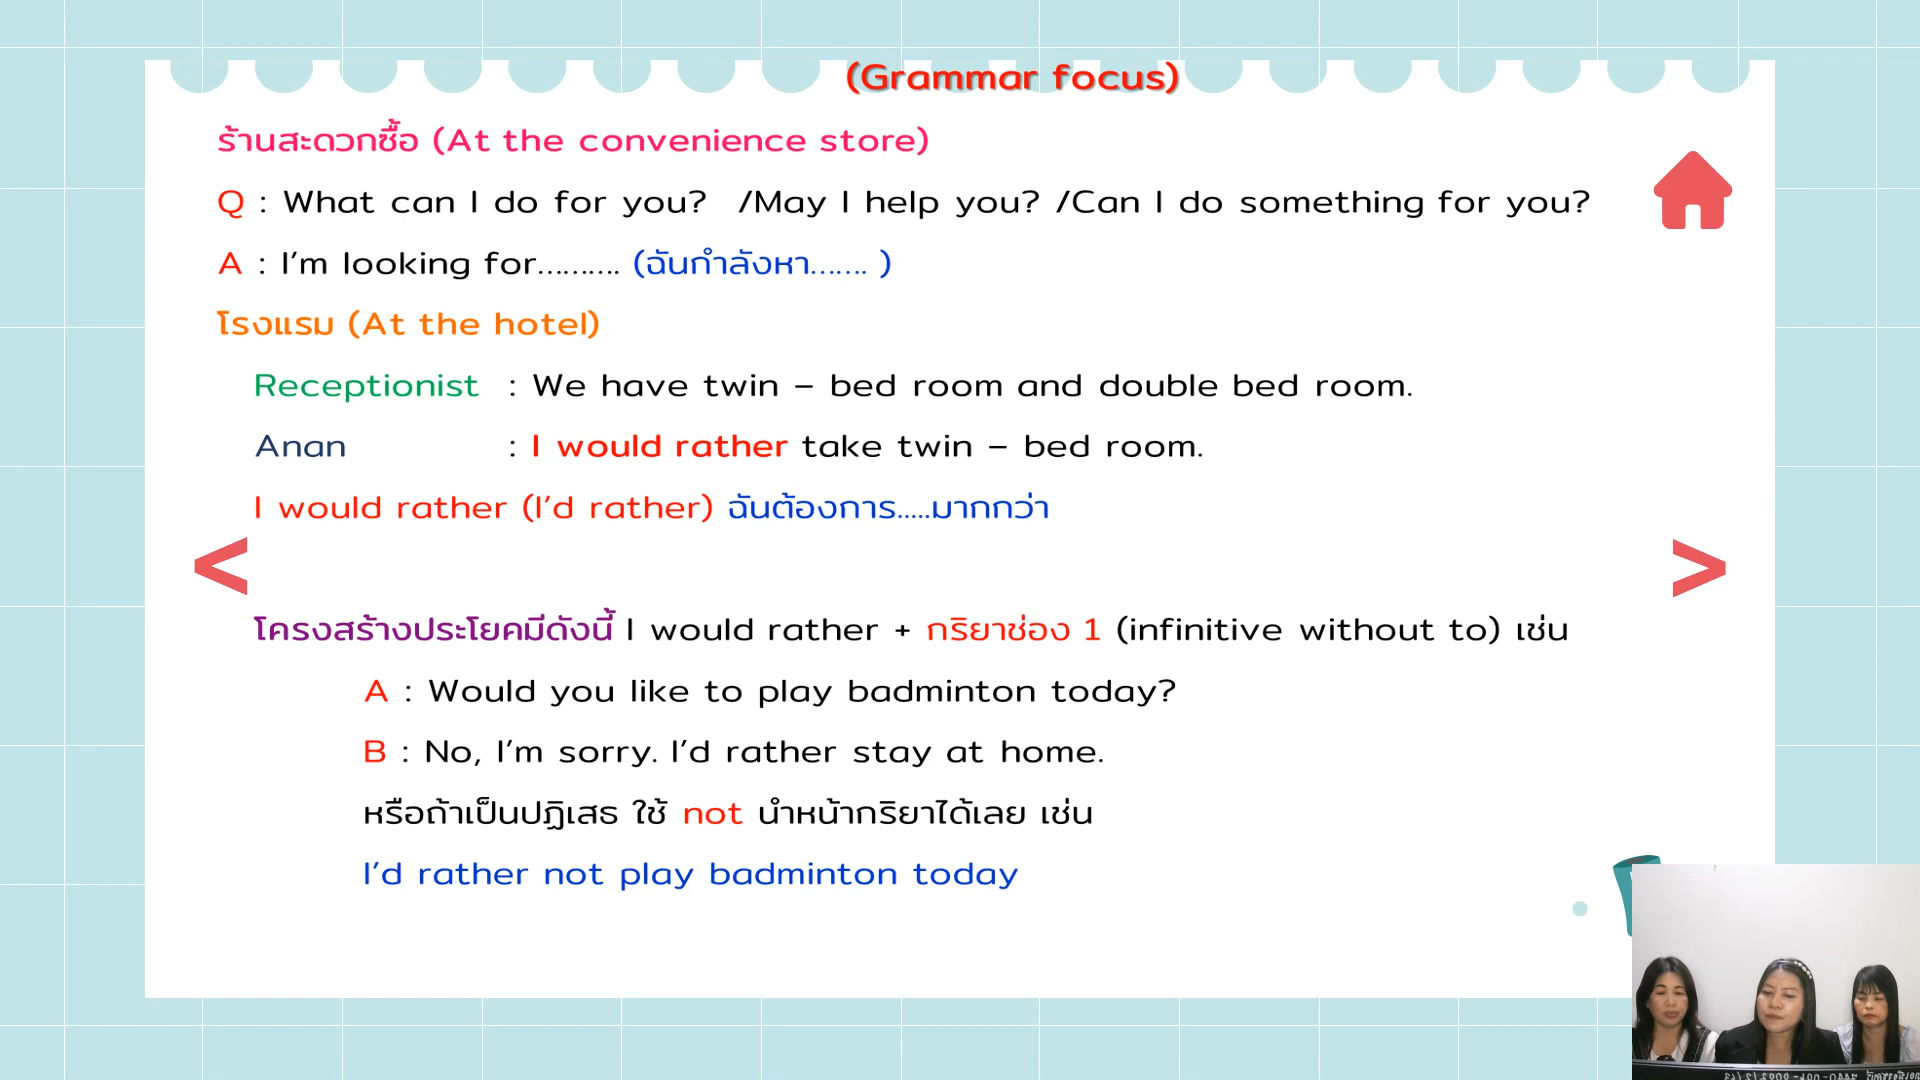 (Grammar focus)
ร้านสะดวกซื้อ (At the convenience store)
Q : What can I do for you? /May I help you? /Can I do something for you?
A : I'm looking for.......... (ฉันกำลังหา....... )
โรงแรม (At the hotel)
Receptionist : We have twin – bed room and double bed room.
Anan : I would rather take twin – bed room.
I would rather (I'd rather) ฉันต้องการ.....มากกว่า
< >
โครงสร้างประโยคมีดังนี้ I would rather + กริยาช่อง 1 (infinitive without to) เช่น
A : Would you like to play badminton today?
B : No, I'm sorry. I'd rather stay at home.
หรือถ้าเป็นปฏิเสธ ใช้ not นำหน้ากริยาได้เลย เช่น
I'd rather not play badminton today